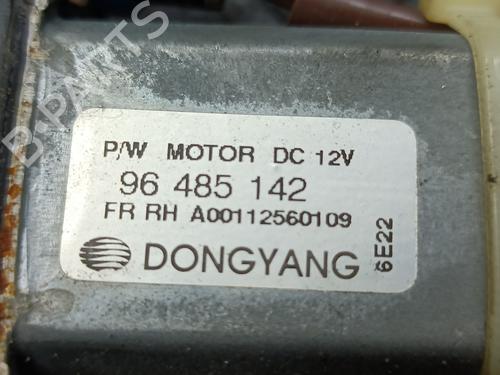 P/W MOTOR DC 12V
96 485 142
FR RH A00112560109
DONGYANG
6E22
B-PARTS